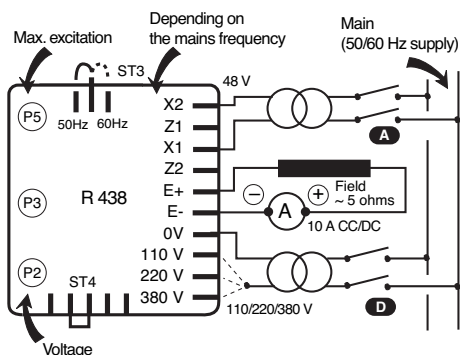 Max. excitation
Depending on
the mains frequency
Main
(50/60 Hz supply)
ST3
48 V
P5
50Hz 60Hz
X2
Z1
X1
Z2
E+
E-
0V
110 V
220 V
380 V
A
P3
R 438
Field
~ 5 ohms
− A +
10 A CC/DC
P2
ST4
110/220/380 V
D
Voltage